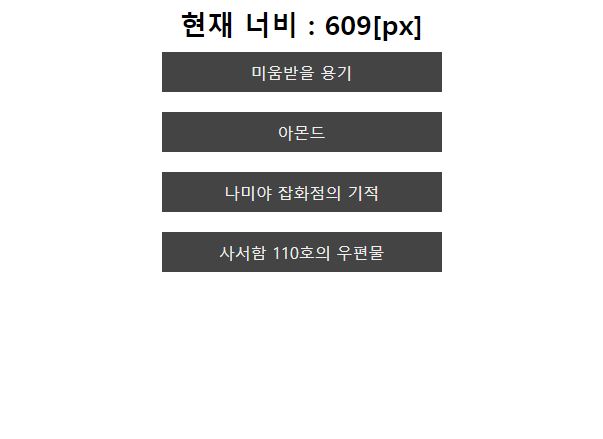 현재 너비 : 609[px]
미움받을 용기
아몬드
나미야 잡화점의 기적
사서함 110호의 우편물